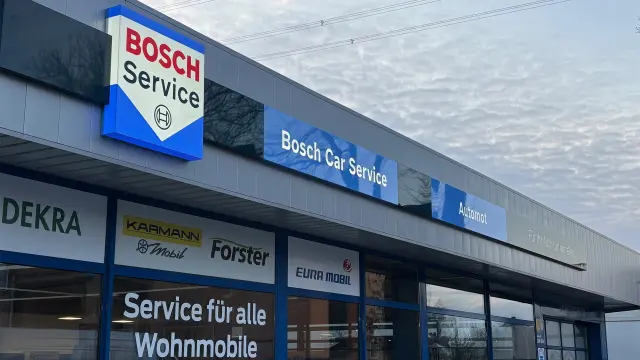 BOSCH
Service
Bosch Car Service
Automot
DEKRA
KARMANN
Mobil
Forster
EURA MOBIL
Service für alle
Wohnmobile